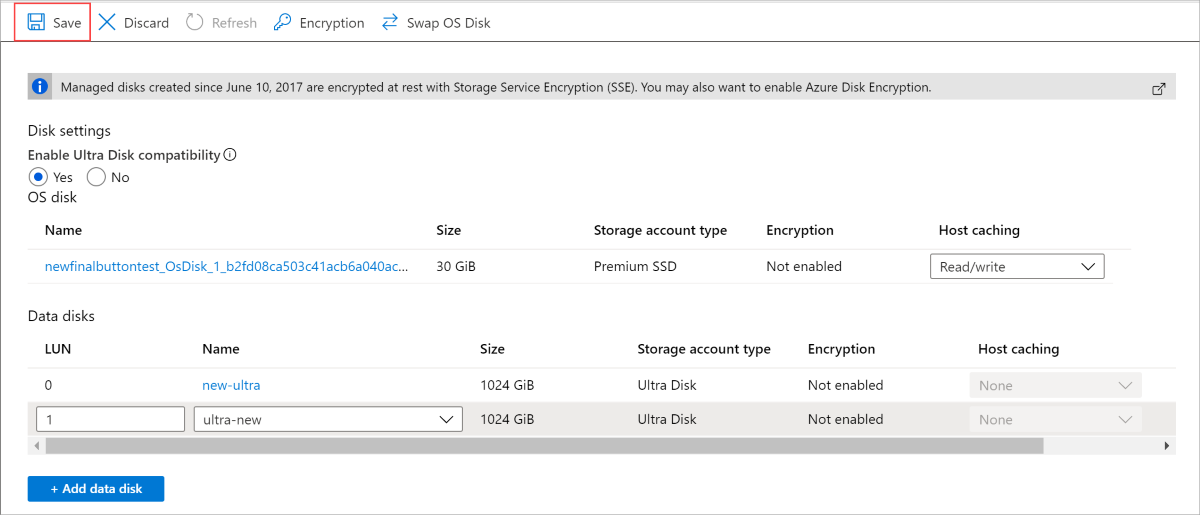 Save Discard Refresh Encryption Swap OS Disk
Managed disks created since June 10, 2017 are encrypted at rest with Storage Service Encryption (SSE). You may also want to enable Azure Disk Encryption.
Disk settings
Enable Ultra Disk compatibility
Yes No
OS disk
Name Size Storage account type Encryption Host caching
newfinalbuttontest_OsDisk_1_b2fd08ca503c41acb6a040ac... 30 GiB Premium SSD Not enabled Read/write
Data disks
LUN Name Size Storage account type Encryption Host caching
0 new-ultra 1024 GiB Ultra Disk Not enabled None
1 ultra-new 1024 GiB Ultra Disk Not enabled None
+ Add data disk